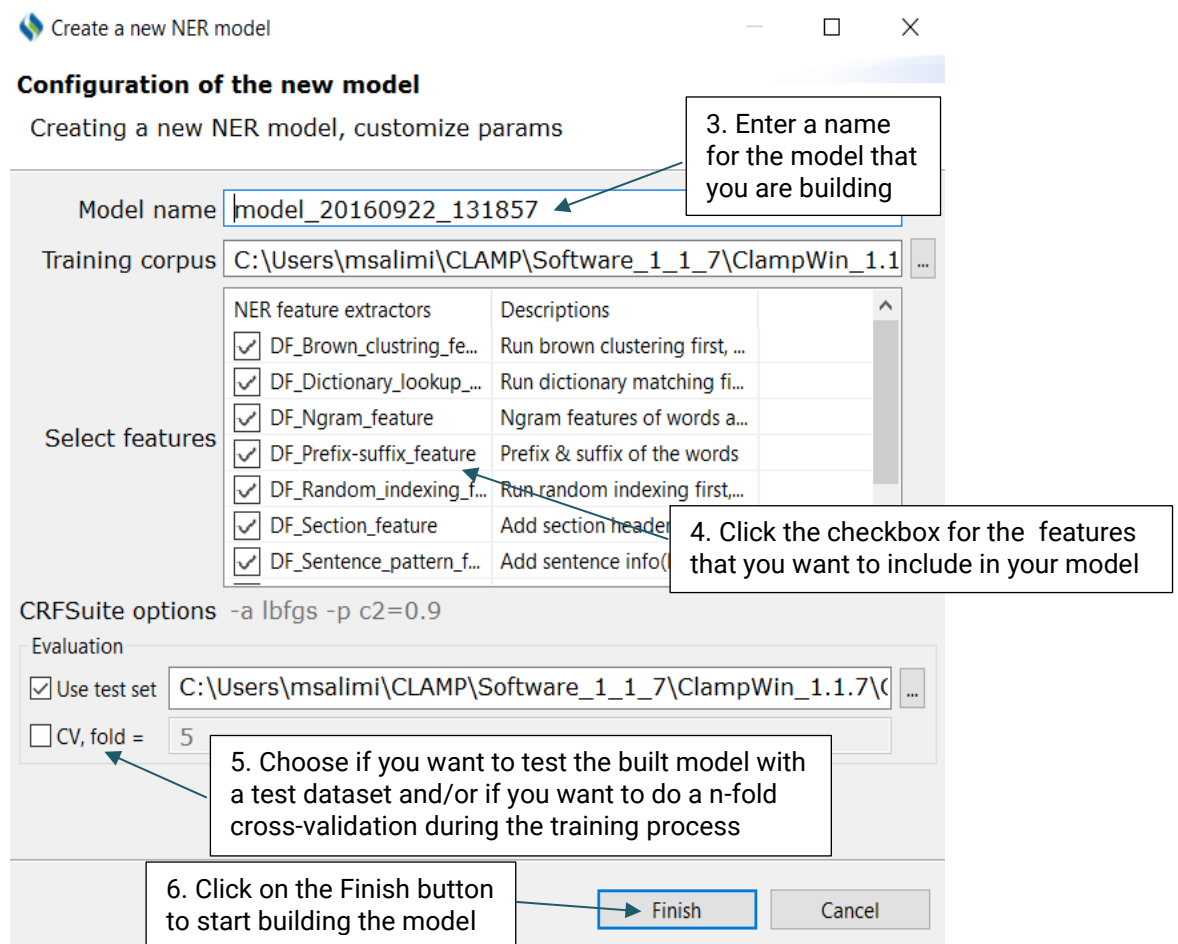 Create a new NER model
Configuration of the new model
Creating a new NER model, customize params
3. Enter a name
for the model that
you are building
Model name model_20160922_131857
Training corpus C:\Users\msalimi\CLAMP\Software_1_1_7\ClampWin_1.1 ...
NER feature extractors Descriptions
DF_Brown_clustring_fe... Run brown clustering first, ...
DF_Dictionary_lookup_... Run dictionary matching fi...
DF_Ngram_feature Ngram features of words a...
Select features
DF_Prefix-suffix_feature Prefix & suffix of the words
DF_Random_indexing_f... Run random indexing first,...
DF_Section_feature Add section header
DF_Sentence_pattern_f... Add sentence info(
4. Click the checkbox for the features
that you want to include in your model
CRFSuite options -a lbfgs -p c2=0.9
Evaluation
Use test set C:\Users\msalimi\CLAMP\Software_1_1_7\ClampWin_1.1.7\( ...
CV, fold = 5
5. Choose if you want to test the built model with
a test dataset and/or if you want to do a n-fold
cross-validation during the training process
6. Click on the Finish button
to start building the model
Finish Cancel